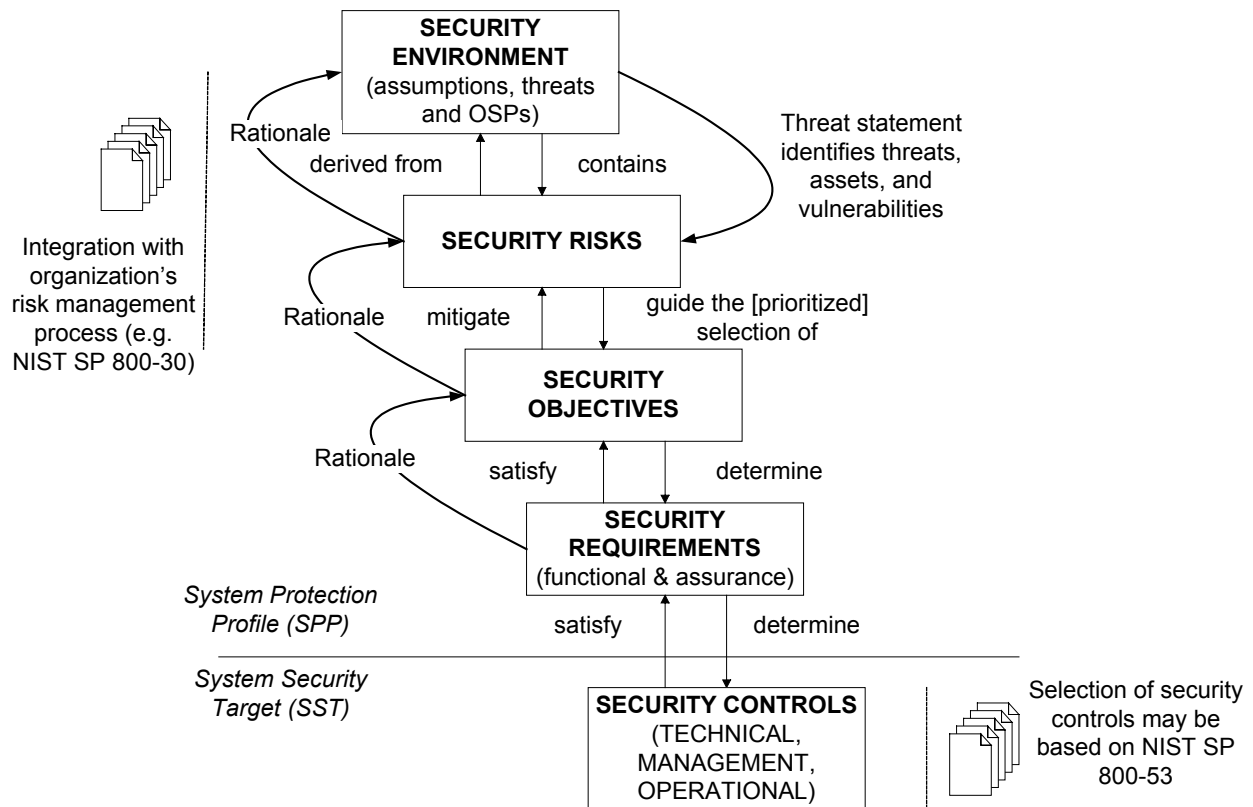 SECURITY
ENVIRONMENT
(assumptions, threats
and OSPs)
Rationale
derived from
contains
Threat statement
identifies threats,
assets, and
vulnerabilities
Integration with
organization’s
risk management
process (e.g.
NIST SP 800-30)
SECURITY RISKS
Rationale
mitigate
guide the [prioritized]
selection of
SECURITY
OBJECTIVES
Rationale
satisfy
determine
SECURITY
REQUIREMENTS
(functional & assurance)
System Protection
Profile (SPP)
satisfy
determine
System Security
Target (SST)
SECURITY CONTROLS
(TECHNICAL,
MANAGEMENT,
OPERATIONAL)
Selection of security
controls may be
based on NIST SP
800-53